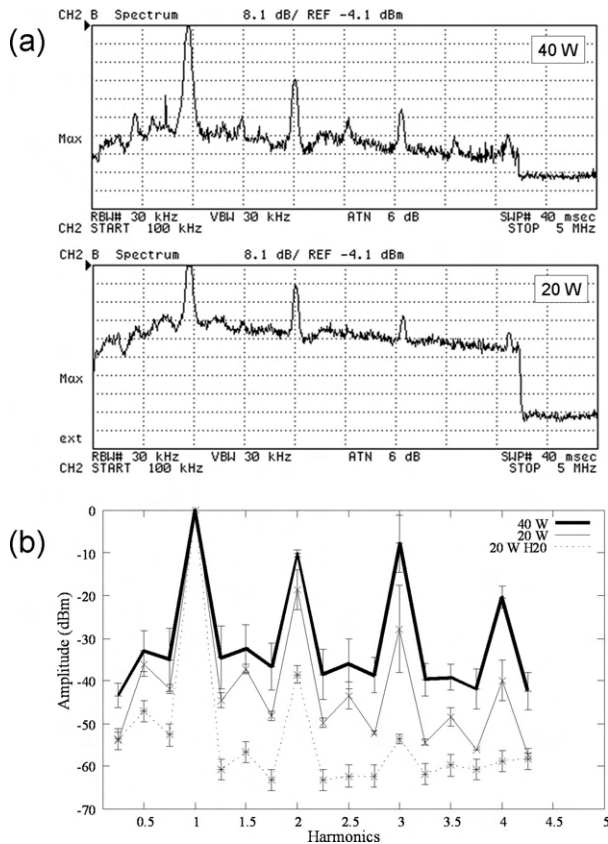 (a)
CH2 B Spectrum 8.1 dB/ REF -4.1 dBm
40 W
Max
RBW# 30 kHz VBW 30 kHz ATN 6 dB SWP# 40 msec
CH2 START 100 kHz STOP 5 MHz
CH2 B Spectrum 8.1 dB/ REF -4.1 dBm
20 W
Max
ext
RBW# 30 kHz VBW 30 kHz ATN 6 dB SWP# 40 msec
CH2 START 100 kHz STOP 5 MHz
(b)
40 W
20 W
20 W H20
Amplitude (dBm)
0
-10
-20
-30
-40
-50
-60
-70
0.5 1 1.5 2 2.5 3 3.5 4 4.5 5
Harmonics